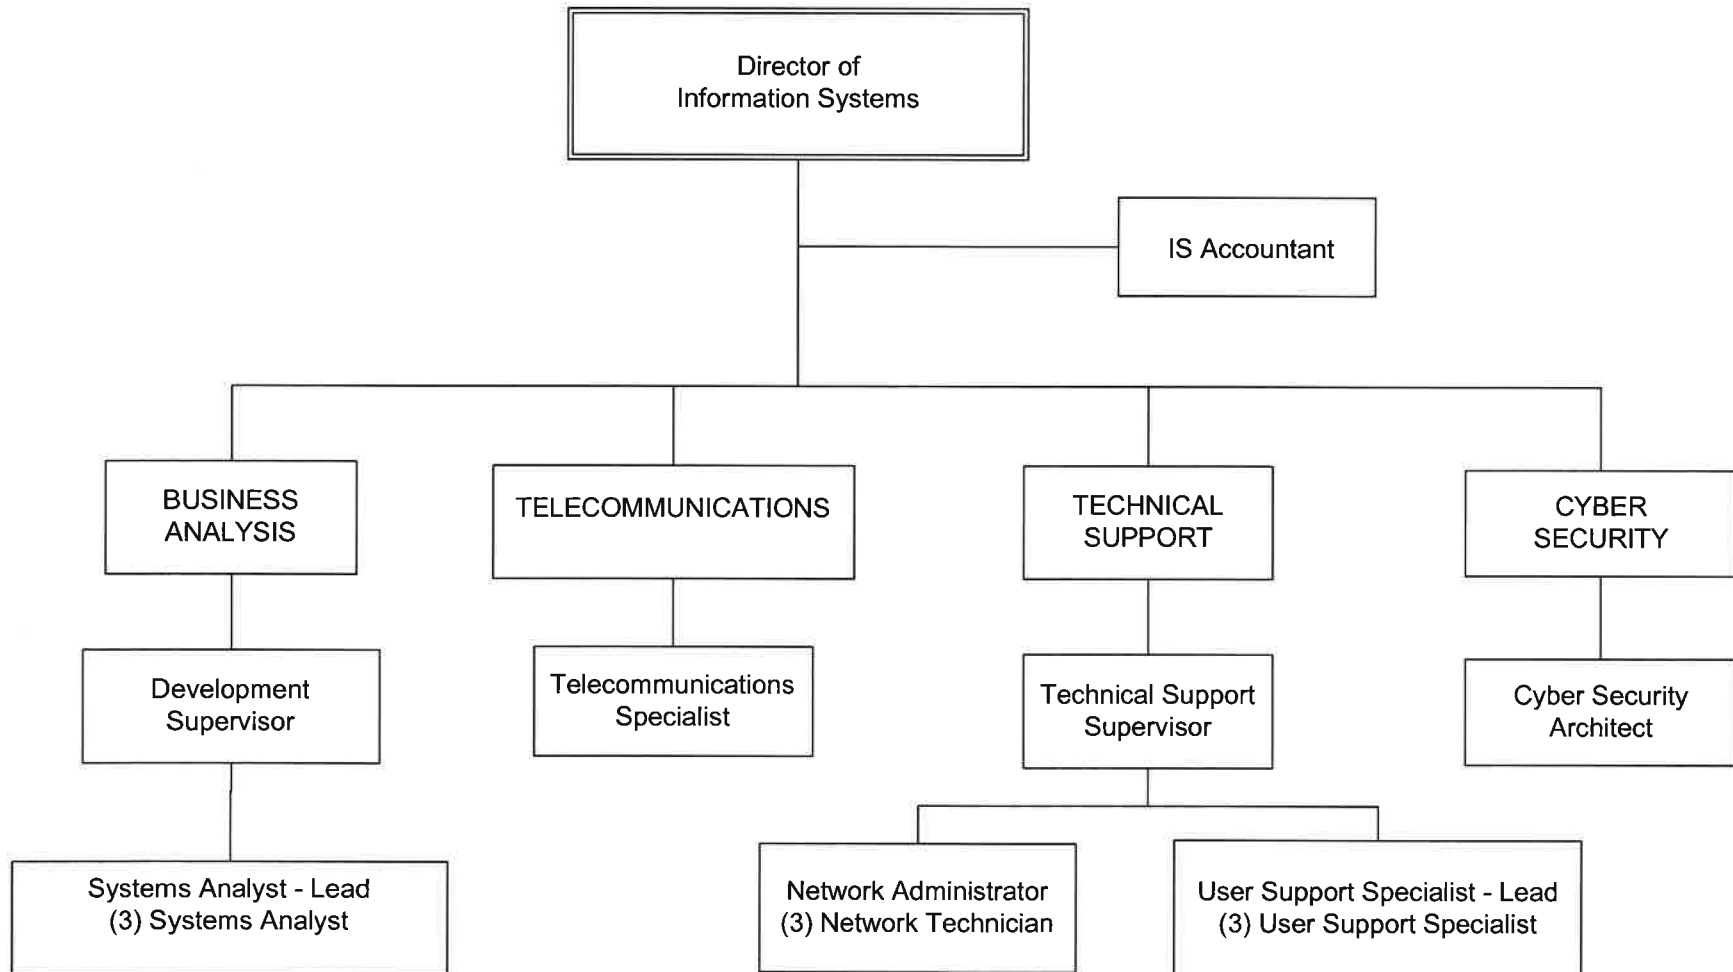 Director of
Information Systems
IS Accountant
BUSINESS
ANALYSIS
TELECOMMUNICATIONS
TECHNICAL
SUPPORT
CYBER
SECURITY
Development
Supervisor
Telecommunications
Specialist
Technical Support
Supervisor
Cyber Security
Architect
Systems Analyst - Lead
(3) Systems Analyst
Network Administrator
(3) Network Technician
User Support Specialist - Lead
(3) User Support Specialist